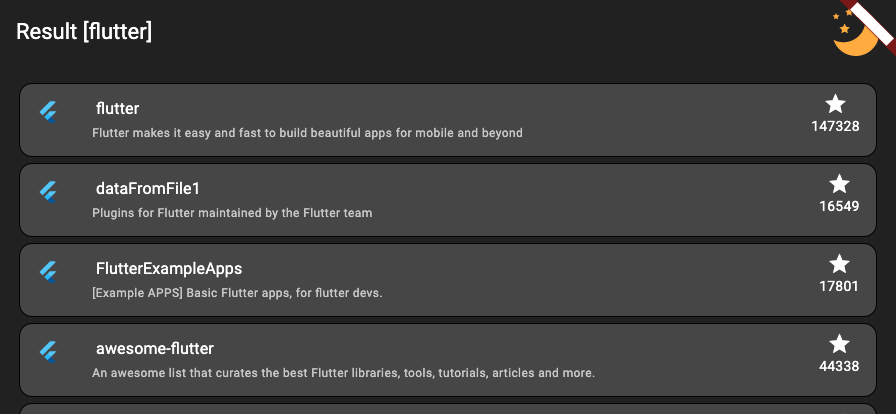 Result [flutter]
flutter
Flutter makes it easy and fast to build beautiful apps for mobile and beyond
147328
dataFromFile1
Plugins for Flutter maintained by the Flutter team
16549
FlutterExampleApps
[Example APPS] Basic Flutter apps, for flutter devs.
17801
awesome-flutter
An awesome list that curates the best Flutter libraries, tools, tutorials, articles and more.
44338